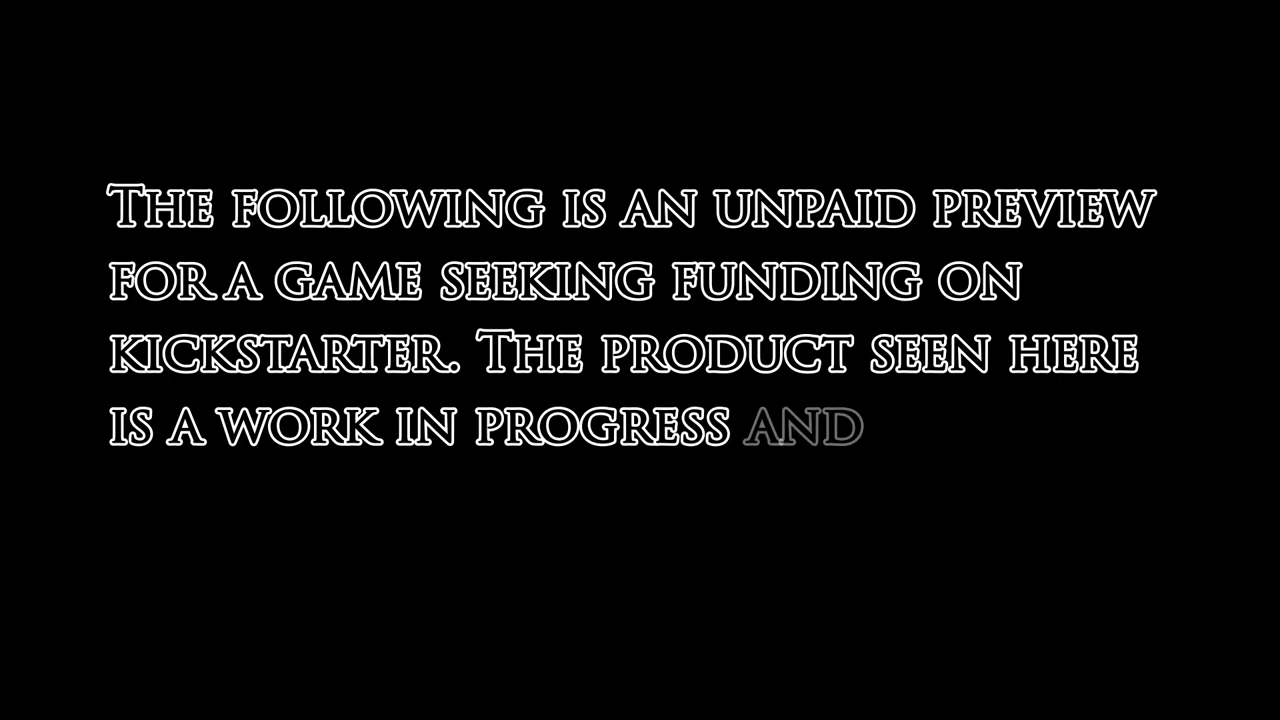 The following is an unpaid preview
for a game seeking funding on
kickstarter. The product seen here
is a work in progress and